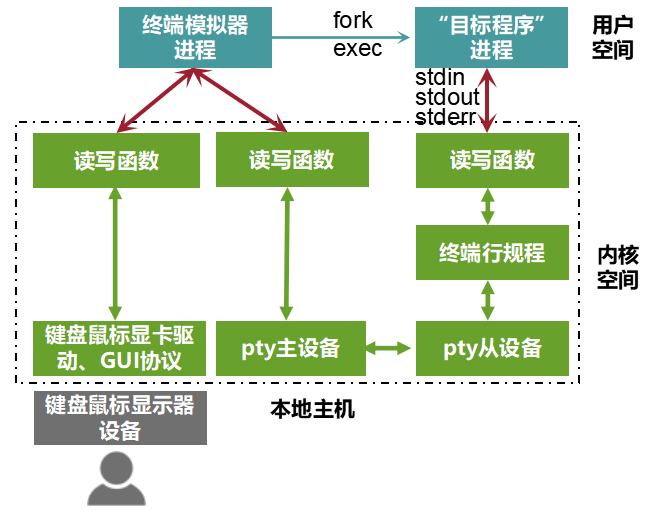 终端模拟器
进程
fork
exec
“目标程序”
进程
用户
空间
stdin
stdout
stderr
读写函数
读写函数
读写函数
终端行规程
内核
空间
键盘鼠标显卡驱
动、GUI协议
pty主设备
pty从设备
键盘鼠标显示器
设备
本地主机